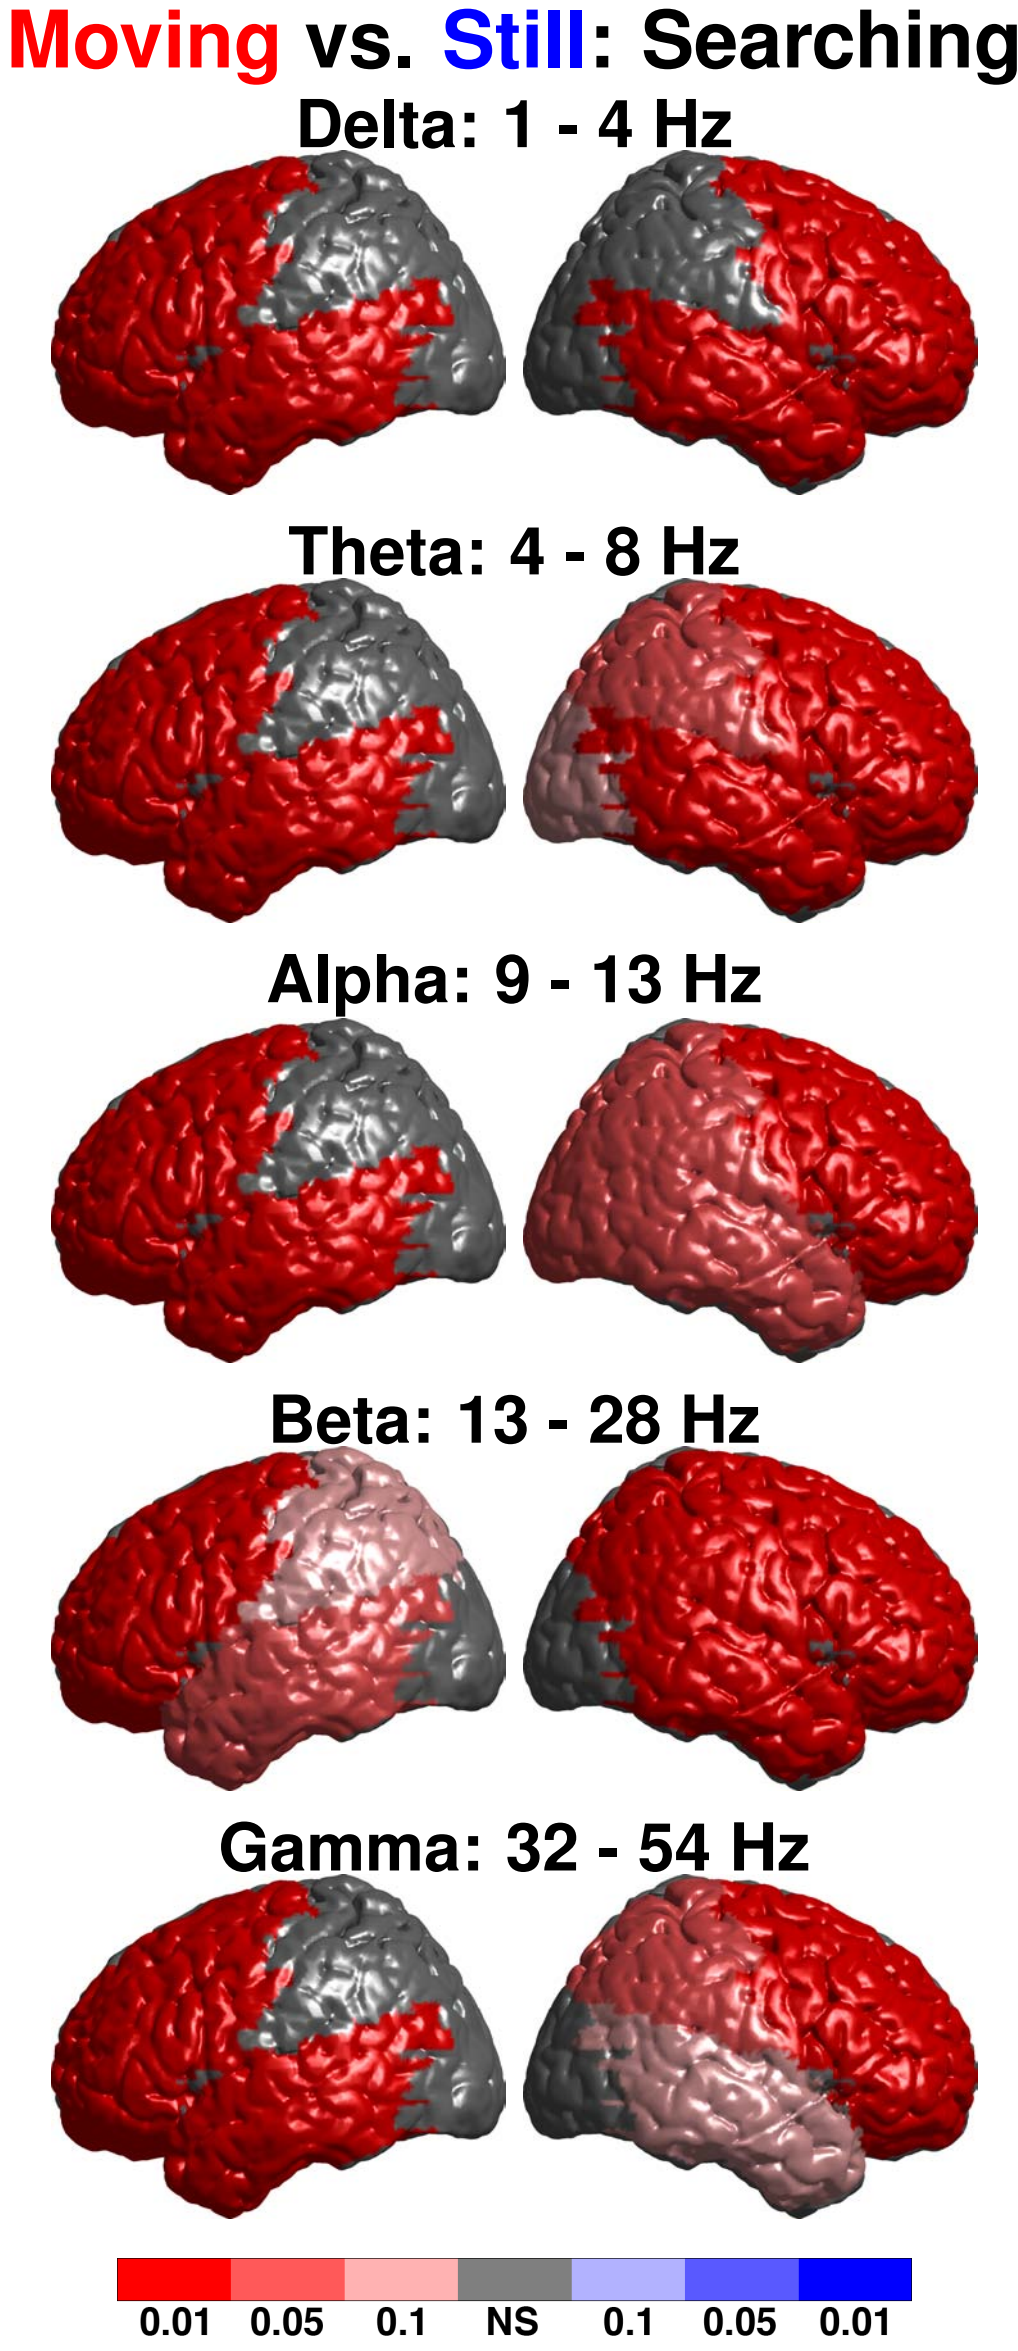 Moving vs. Still: Searching
Delta: 1 - 4 Hz
Theta: 4 - 8 Hz
Alpha: 9 - 13 Hz
Beta: 13 - 28 Hz
Gamma: 32 - 54 Hz
0.01 0.05 0.1 NS 0.1 0.05 0.01